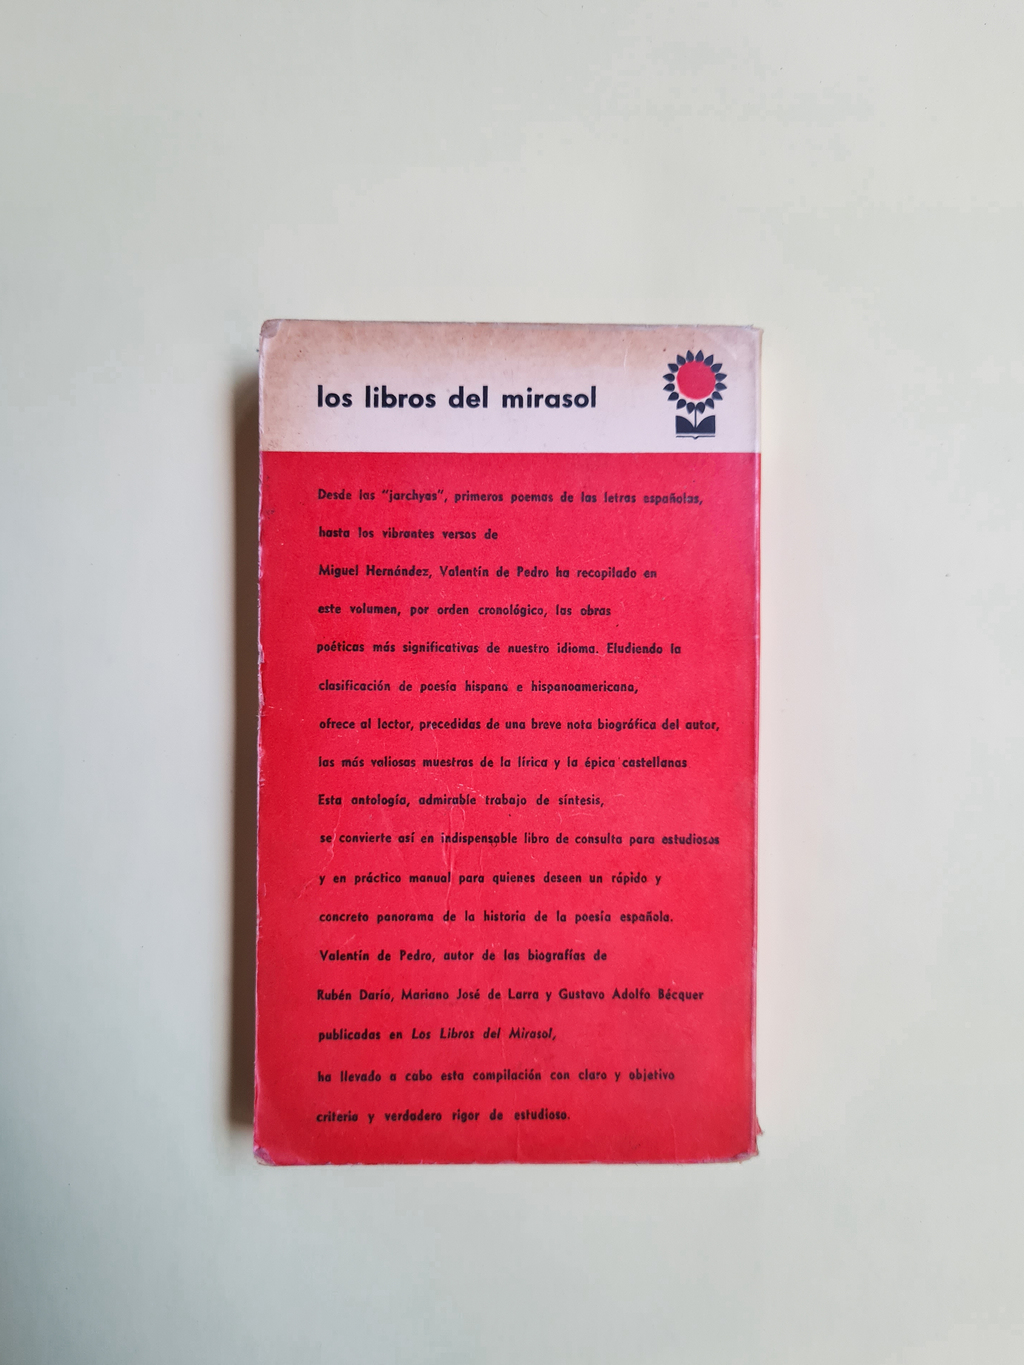 los libros del mirasol
Desde las "jarchyas", primeros poemas de las letras españolas,
hasta los vibrantes versos de
Miguel Hernández, Valentín de Pedro ha recopilado en
este volumen, por orden cronológico, las obras
poéticas más significativas de nuestro idioma. Eludiendo la
clasificación de poesía hispana e hispanoamericana,
ofrece al lector, precedidas de una breve nota biográfica del autor,
las más valiosas muestras de la lírica y la épica castellanas
Esta antología, admirable trabajo de síntesis,
se convierte así en indispensable libro de consulta para estudiosos
y en práctico manual para quienes deseen un rápido y
concreto panorama de la historia de la poesía española.
Valentín de Pedro, autor de las biografías de
Rubén Darío, Mariano José de Larra y Gustavo Adolfo Bécquer
publicadas en Los Libros del Mirasol,
ha llevado a cabo esta compilación con claro y objetivo
criterio y verdadero rigor de estudioso.